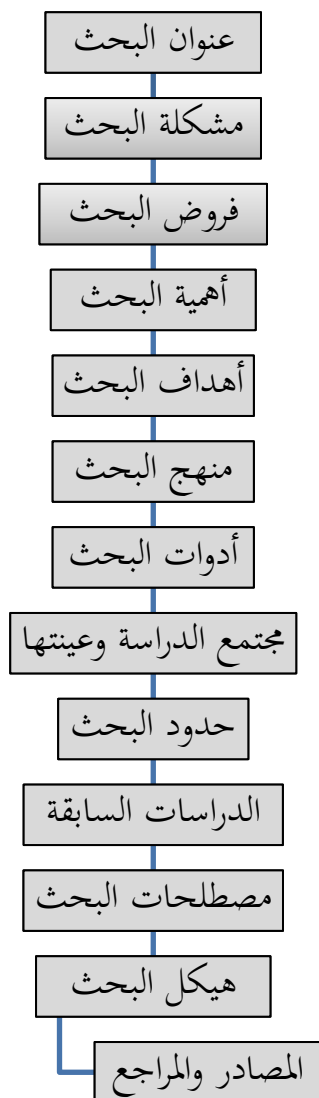 عنوان البحث
مشكلة البحث
فروض البحث
أهمية البحث
أهداف البحث
منهج البحث
أدوات البحث
مجتمع الدراسة وعينتها
حدود البحث
الدراسات السابقة
مصطلحات البحث
هيكل البحث
المصادر والمراجع